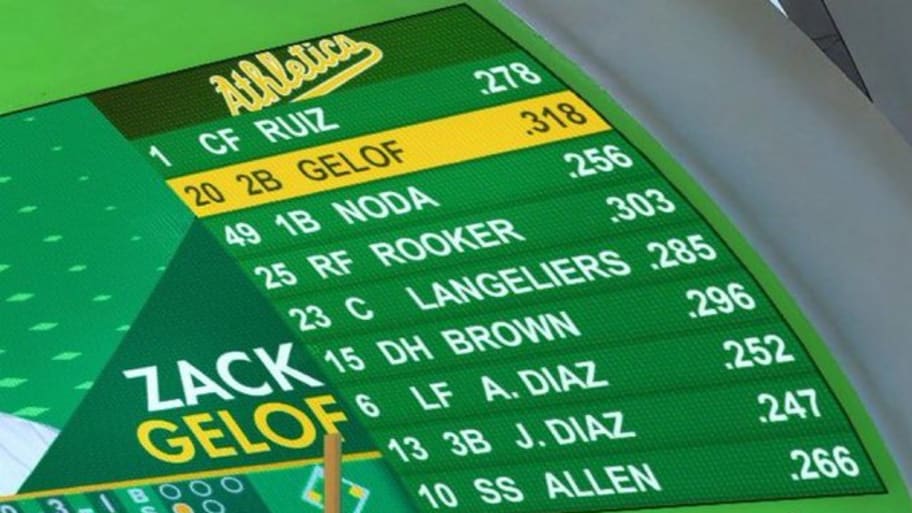 Athletics
1 CF RUIZ .278
20 2B GELOF .318
49 1B NODA .256
25 RF ROOKER .303
23 C LANGELIERS .285
15 DH BROWN .296
6 LF A. DIAZ .252
13 3B J. DIAZ .247
10 SS ALLEN .266
ZACK
GELOF
3 - 1 B
S